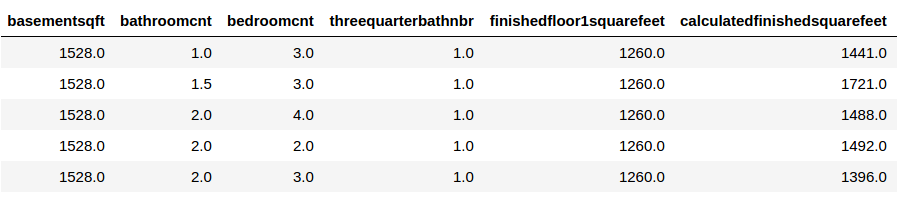 basementsqft bathroomcnt bedroomcnt threequarterbathnbr finishedfloor1squarefeet calculatedfinishedsquarefeet
1528.0 1.0 3.0 1.0 1260.0 1441.0
1528.0 1.5 3.0 1.0 1260.0 1721.0
1528.0 2.0 4.0 1.0 1260.0 1488.0
1528.0 2.0 2.0 1.0 1260.0 1492.0
1528.0 2.0 3.0 1.0 1260.0 1396.0